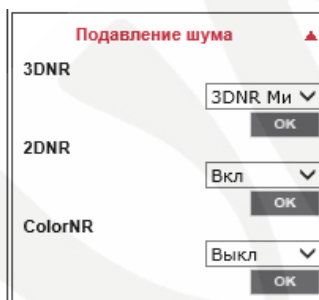 Подавление шума
3DNR
3DNR Ми
OK
2DNR
Вкл
OK
ColorNR
Выкл
OK